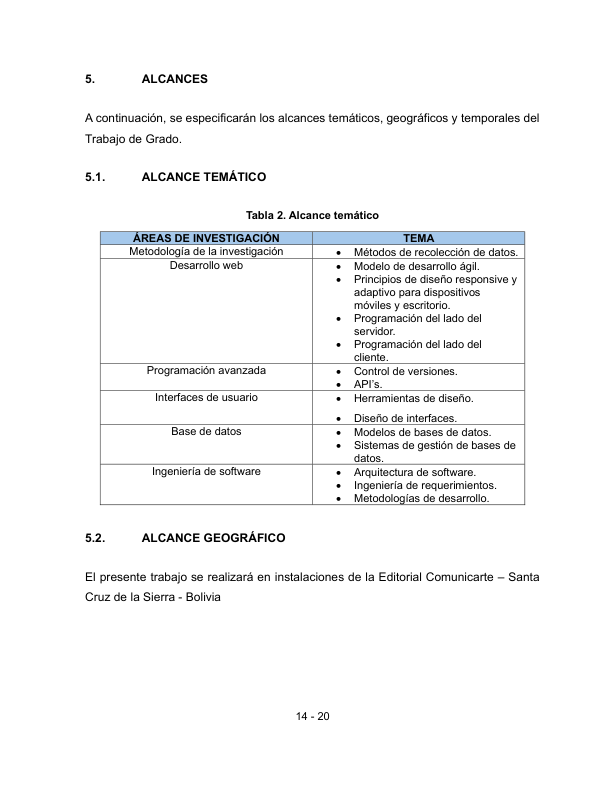 5. ALCANCES
A continuación, se especificarán los alcances temáticos, geográficos y temporales del
Trabajo de Grado.
5.1. ALCANCE TEMÁTICO
Tabla 2. Alcance temático
ÁREAS DE INVESTIGACIÓN TEMA
Metodología de la investigación • Métodos de recolección de datos.
Desarrollo web • Modelo de desarrollo ágil.
• Principios de diseño responsive y
adaptivo para dispositivos
móviles y escritorio.
• Programación del lado del
servidor.
• Programación del lado del
cliente.
Programación avanzada • Control de versiones.
• API’s.
Interfaces de usuario • Herramientas de diseño.
• Diseño de interfaces.
Base de datos • Modelos de bases de datos.
• Sistemas de gestión de bases de
datos.
Ingeniería de software • Arquitectura de software.
• Ingeniería de requerimientos.
• Metodologías de desarrollo.
5.2. ALCANCE GEOGRÁFICO
El presente trabajo se realizará en instalaciones de la Editorial Comunicarte – Santa
Cruz de la Sierra - Bolivia
14 - 20